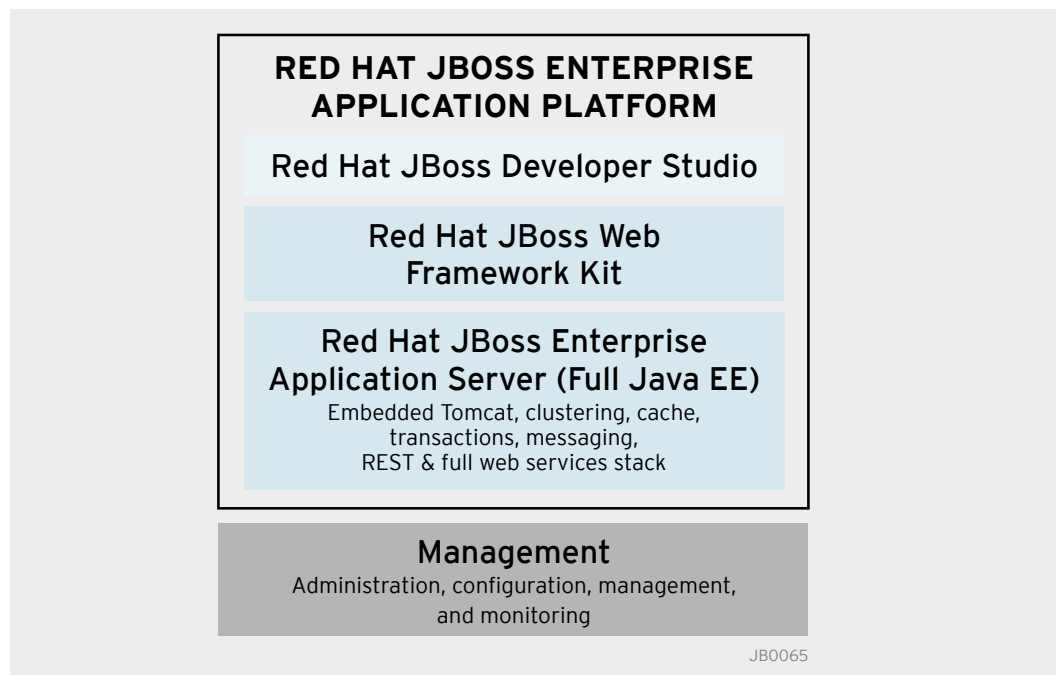 RED HAT JBOSS ENTERPRISE
APPLICATION PLATFORM
Red Hat JBoss Developer Studio
Red Hat JBoss Web
Framework Kit
Red Hat JBoss Enterprise
Application Server (Full Java EE)
Embedded Tomcat, clustering, cache,
transactions, messaging,
REST & full web services stack
Management
Administration, configuration, management,
and monitoring
JB0065